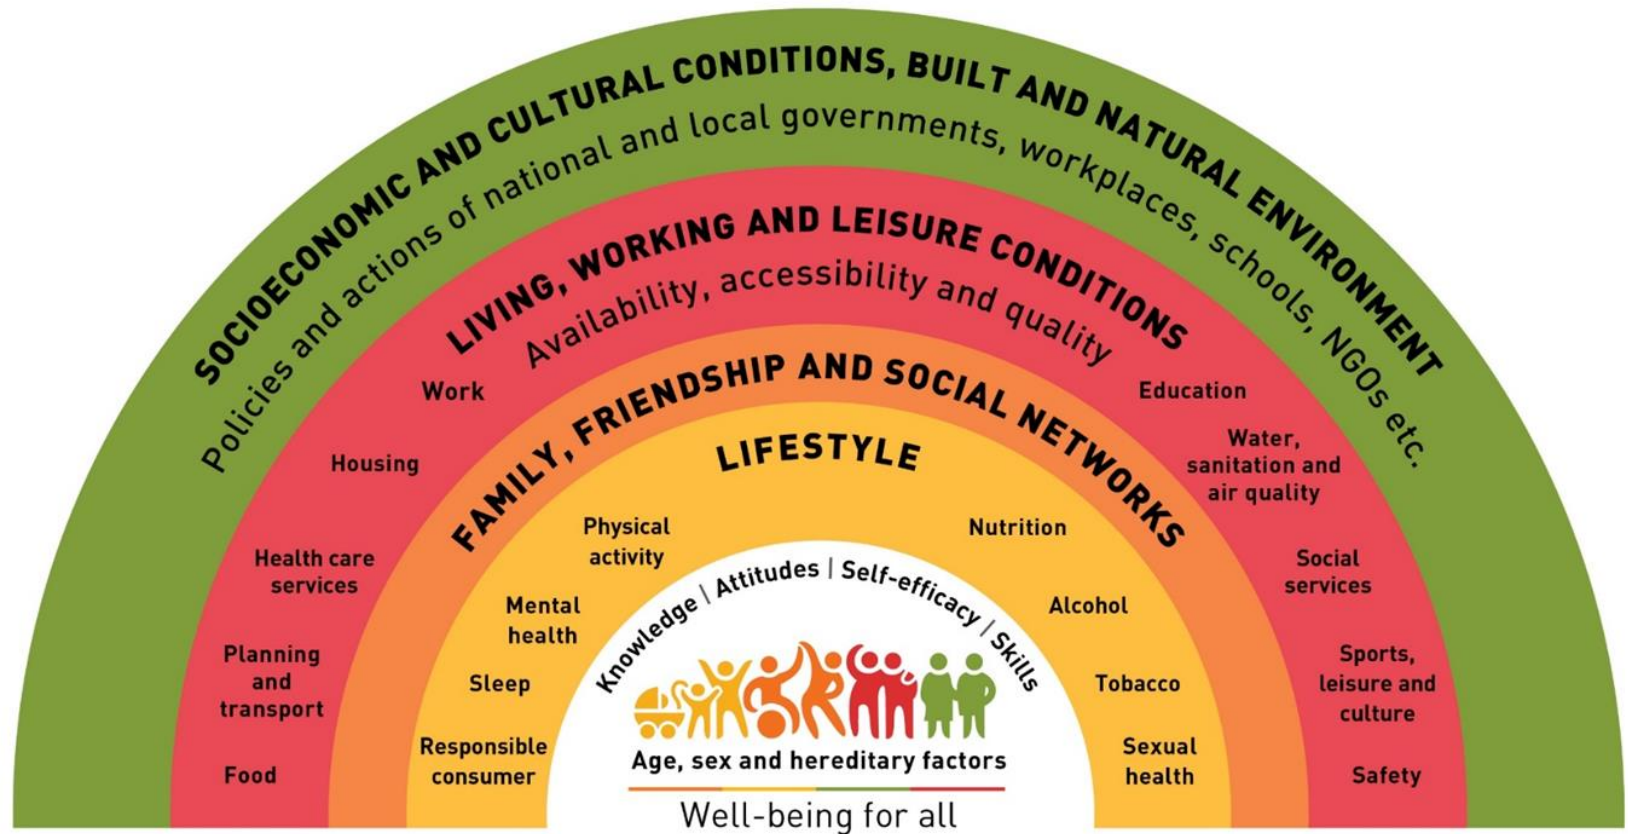 SOCIOECONOMIC AND CULTURAL CONDITIONS, BUILT AND NATURAL ENVIRONMENT
Policies and actions of national and local governments, workplaces, schools, NGOs etc.
LIVING, WORKING AND LEISURE CONDITIONS
Availability, accessibility and quality
Work
Housing
Health care
services
Planning
and
transport
Food
Education
Water,
sanitation and
air quality
Social
services
Sports,
leisure and
culture
Safety
FAMILY, FRIENDSHIP AND SOCIAL NETWORKS
LIFESTYLE
Physical
activity
Mental
health
Sleep
Responsible
consumer
Nutrition
Alcohol
Tobacco
Sexual
health
Knowledge | Attitudes | Self-efficacy | Skills
Age, sex and hereditary factors
Well-being for all